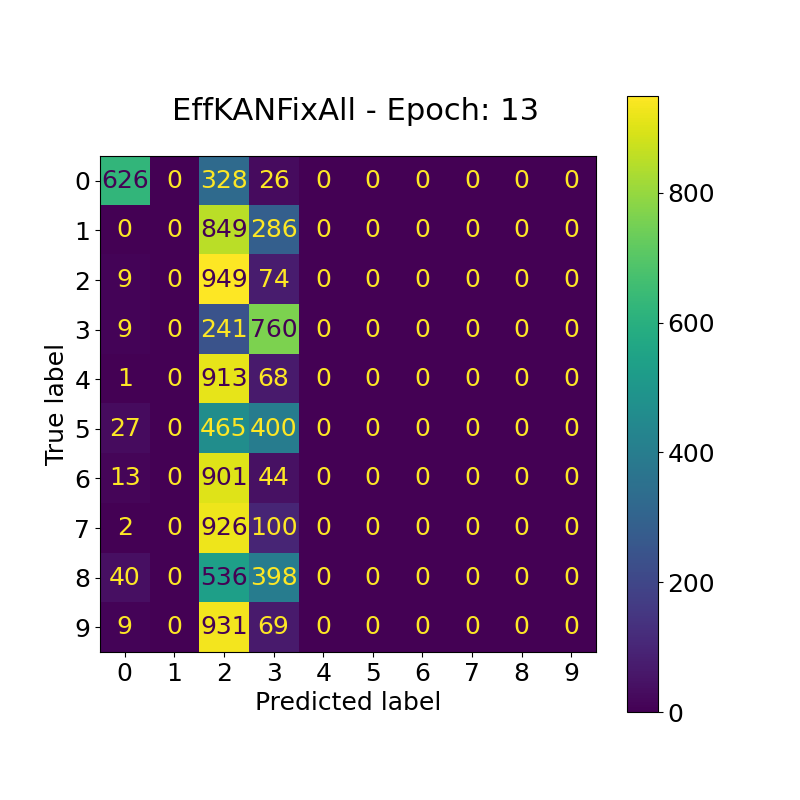 EffKANFixAll - Epoch: 13
0 626 0 328 26 0 0 0 0 0 0
1 0 0 849 286 0 0 0 0 0 0
2 9 0 949 74 0 0 0 0 0 0
3 9 0 241 760 0 0 0 0 0 0
4 1 0 913 68 0 0 0 0 0 0
5 27 0 465 400 0 0 0 0 0 0
6 13 0 901 44 0 0 0 0 0 0
7 2 0 926 100 0 0 0 0 0 0
8 40 0 536 398 0 0 0 0 0 0
9 9 0 931 69 0 0 0 0 0 0
0 1 2 3 4 5 6 7 8 9
True label
Predicted label
800
600
400
200
0